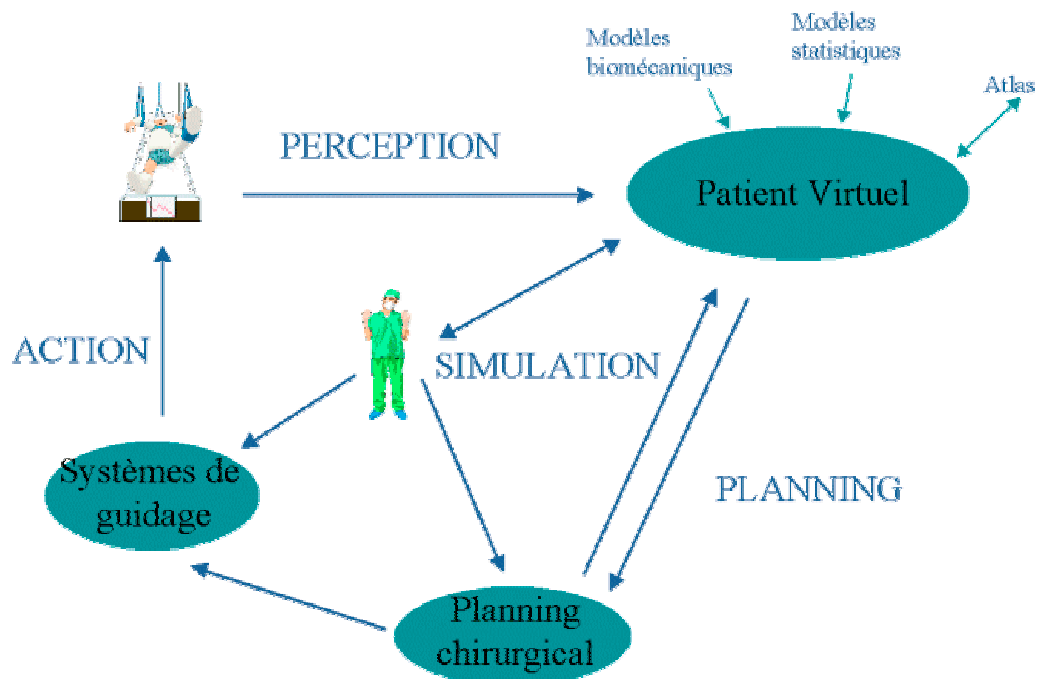 Modèles
biomécaniques
Modèles
statistiques
Atlas
PERCEPTION
Patient Virtuel
ACTION
SIMULATION
Systèmes de
guidage
PLANNING
Planning
chirurgical